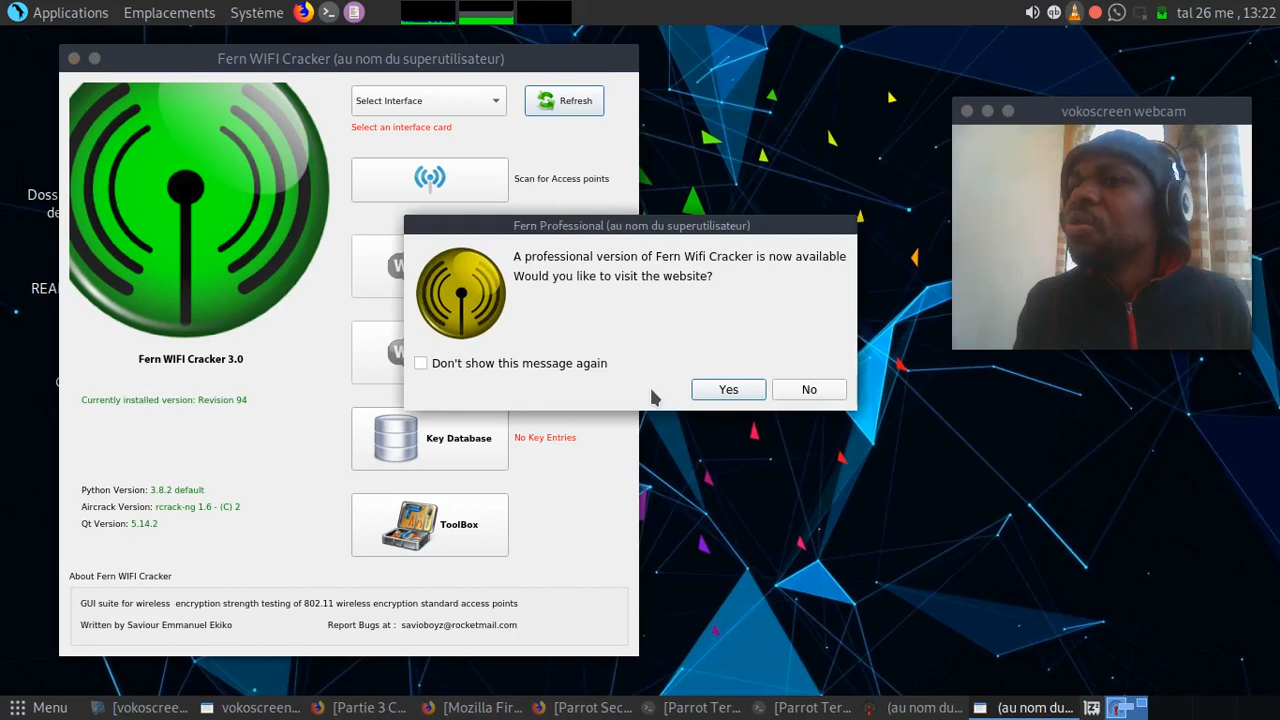 Applications Emplacements Système tal 26 me , 13:22
Fern WIFI Cracker (au nom du superutilisateur)
vokoscreen webcam
Select Interface
Refresh
Select an interface card
Scan for Access points
Doss
de
REAI
Fern Professional (au nom du superutilisateur)
A professional version of Fern Wifi Cracker is now available
Would you like to visit the website?
Don't show this message again
Yes No
Fern WIFI Cracker 3.0
Currently installed version: Revision 94
Key Database
No Key Entries
Python Version: 3.8.2 default
Aircrack Version: rcrack-ng 1.6 - (C) 2
Qt Version: 5.14.2
ToolBox
About Fern WIFI Cracker
GUI suite for wireless encryption strength testing of 802.11 wireless encryption standard access points
Written by Saviour Emmanuel Ekiko Report Bugs at : savioboyz@rocketmail.com
Menu [vokoscree... vokoscreen... [Partie 3 C... [Mozilla Fir... [Parrot Sec... [Parrot Ter... [Parrot Ter... (au nom du... (au nom du...